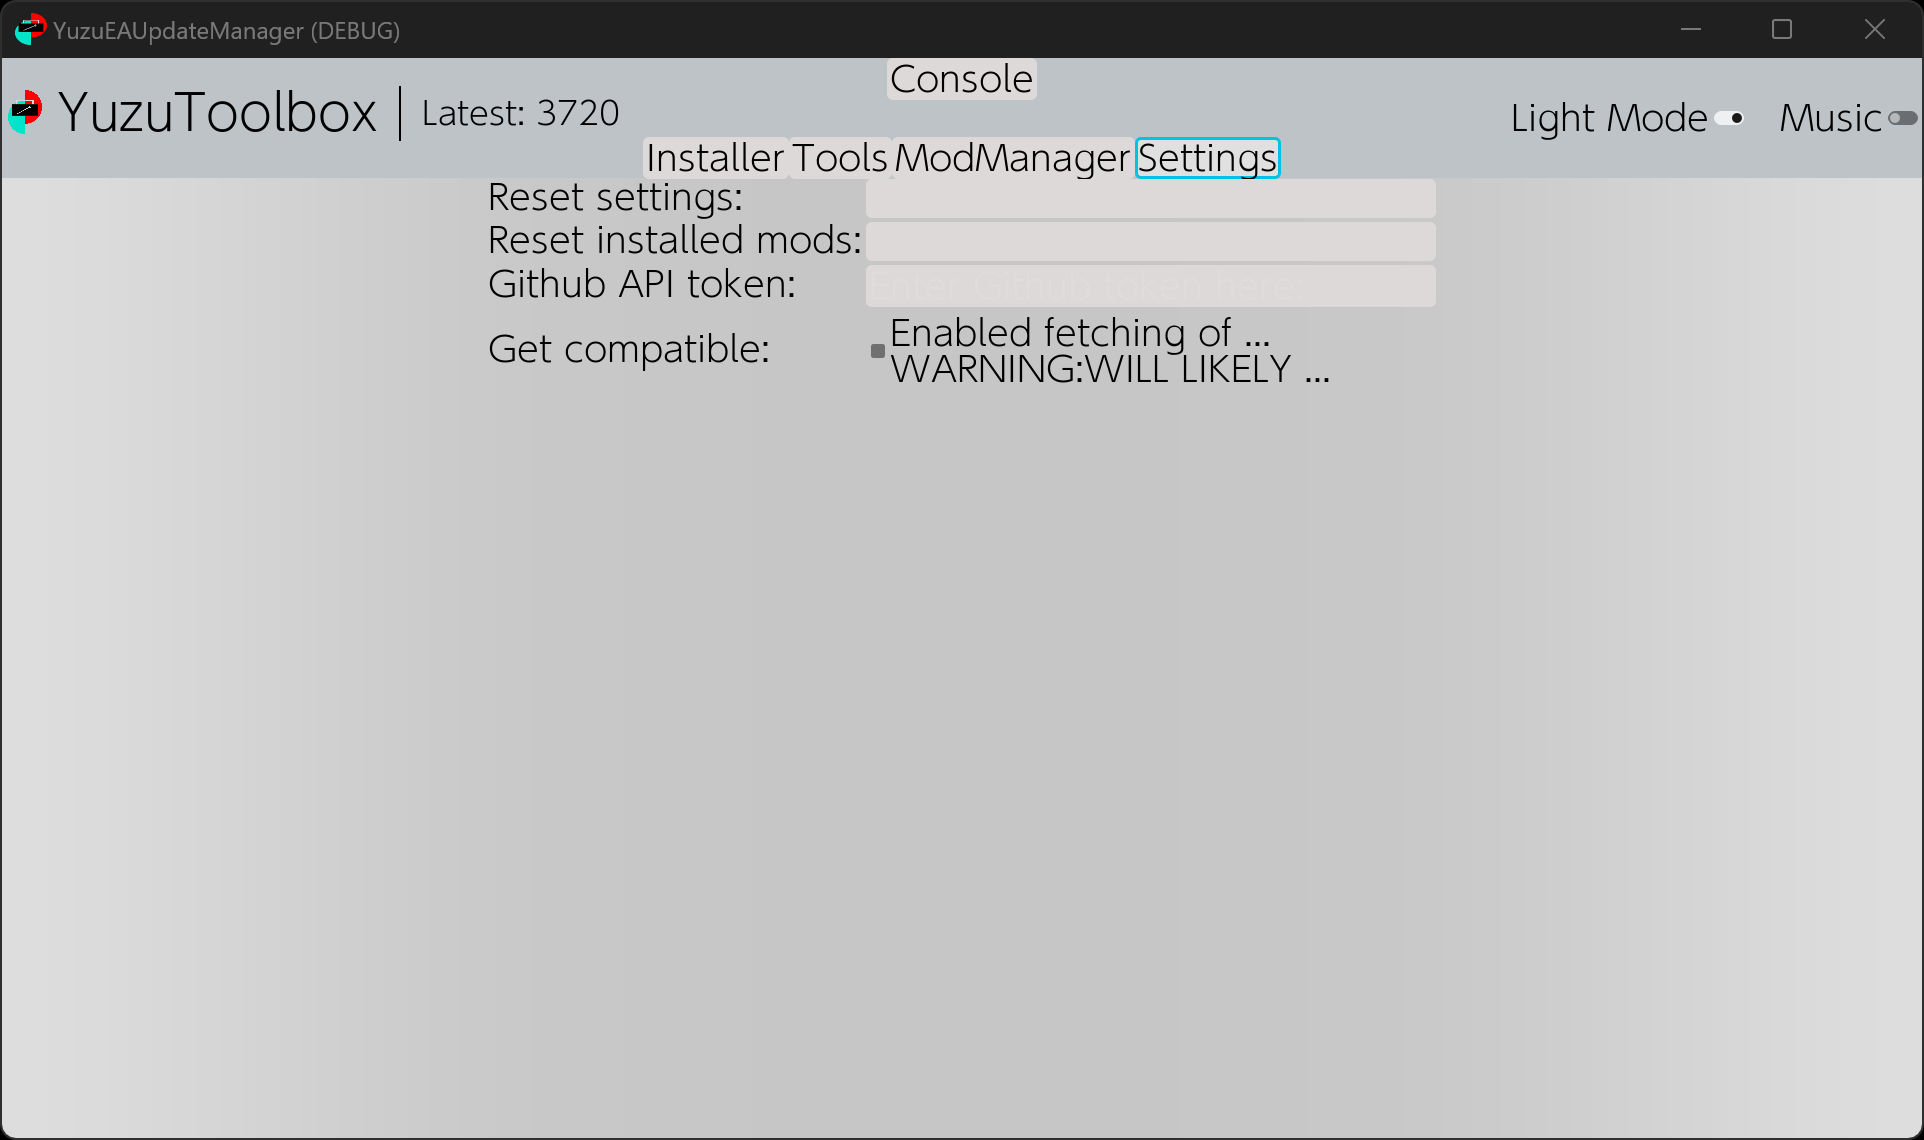 YuzuEAUpdateManager (DEBUG)
Console
YuzuToolbox
Latest: 3720
Light Mode
Music
Installer
Tools
ModManager
Settings
Reset settings:
Reset installed mods:
Github API token:
Enter Github token here:
Get compatible:
Enabled fetching of ...
WARNING:WILL LIKELY ...